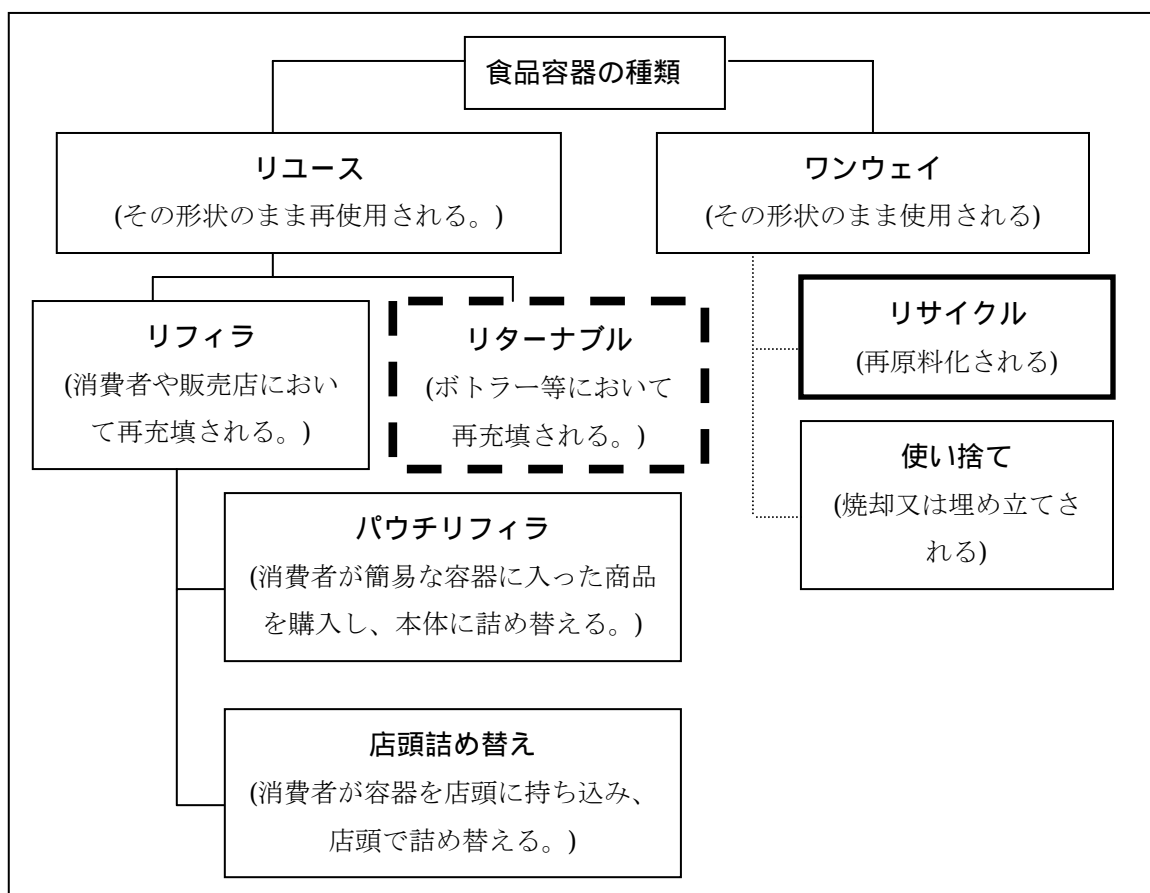 食品容器の種類
リユース
(その形状のまま再使用される。)
ワンウェイ
(その形状のまま使用される)
リフィラ
(消費者や販売店におい
て再充填される。)
リターナブル
(ボトラー等において
再充填される。)
リサイクル
(再原料化される)
使い捨て
(焼却又は埋め立てさ
れる)
パウチリフィラ
(消費者が簡易な容器に入った商品
を購入し、本体に詰め替える。)
店頭詰め替え
(消費者が容器を店頭に持ち込み、
店頭で詰め替える。)